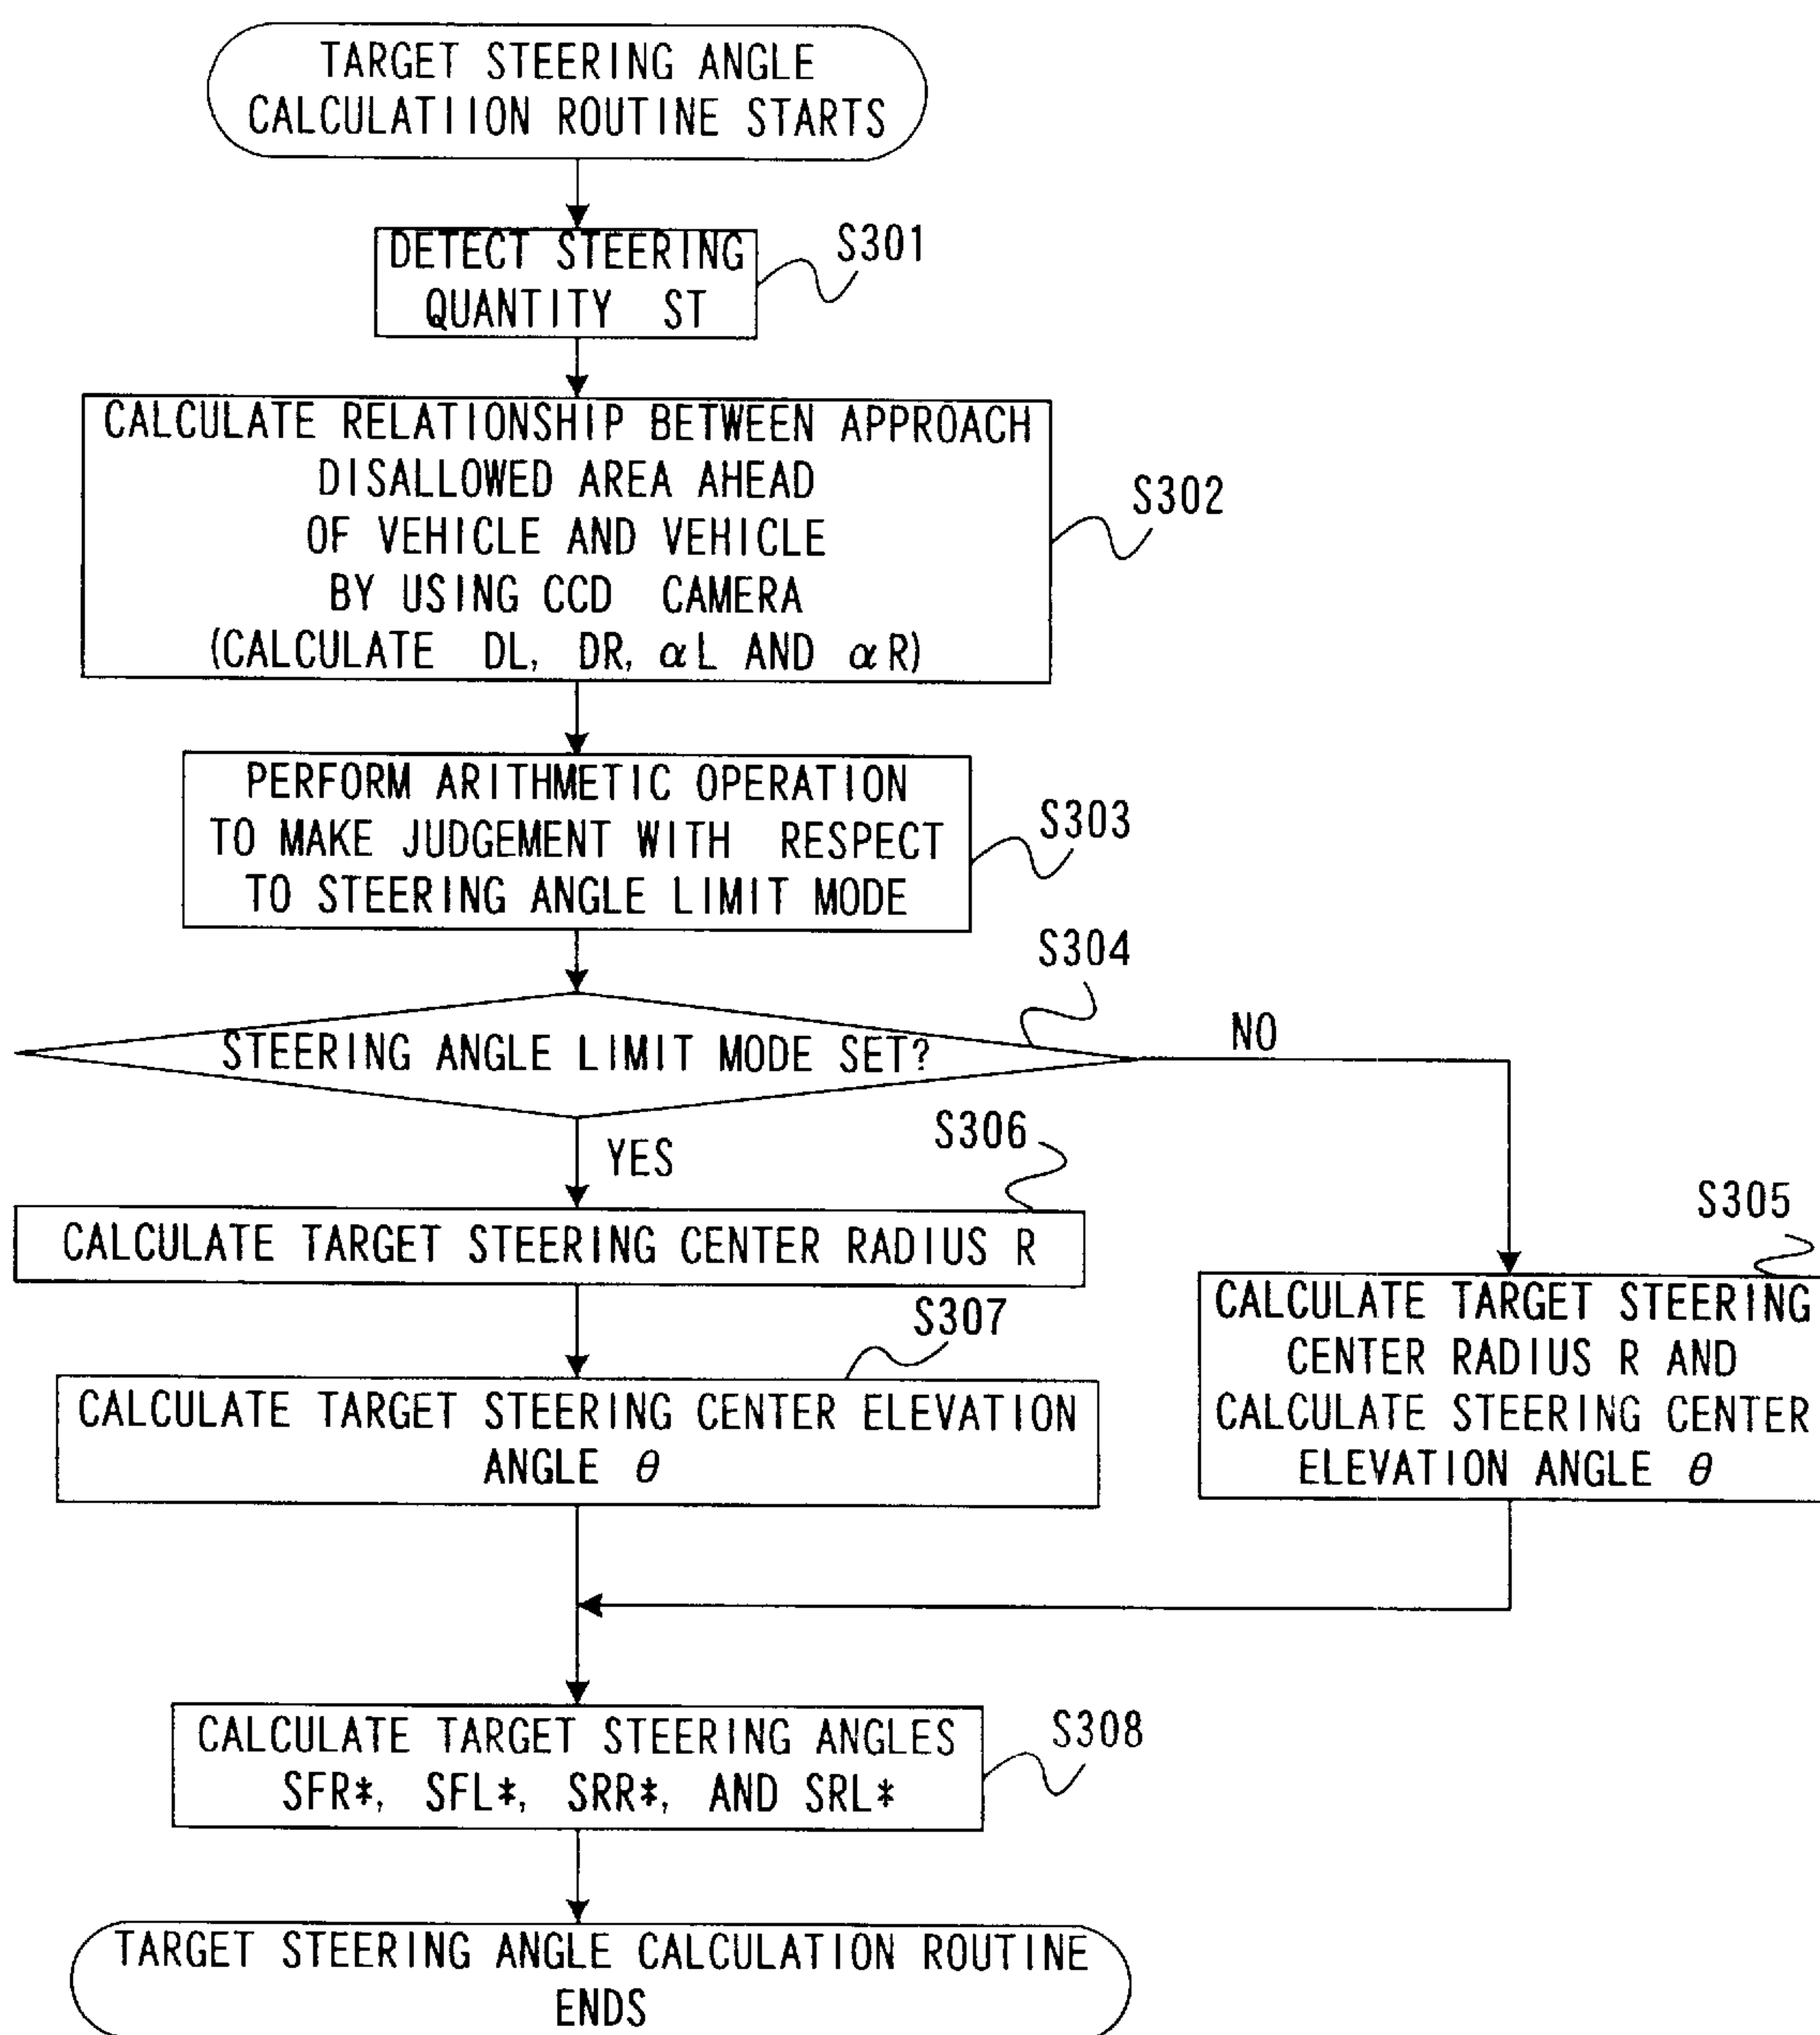 TARGET STEERING ANGLE
CALCULATIION ROUTINE STARTS
DETECT STEERING
QUANTITY ST
S301
CALCULATE RELATIONSHIP BETWEEN APPROACH
DISALLOWED AREA AHEAD
OF VEHICLE AND VEHICLE
BY USING CCD CAMERA
(CALCULATE DL, DR, αL AND αR)
S302
PERFORM ARITHMETIC OPERATION
TO MAKE JUDGEMENT WITH RESPECT
TO STEERING ANGLE LIMIT MODE
S303
S304
STEERING ANGLE LIMIT MODE SET?
NO
YES
S306
CALCULATE TARGET STEERING CENTER RADIUS R
S305
CALCULATE TARGET STEERING
CENTER RADIUS R AND
CALCULATE STEERING CENTER
ELEVATION ANGLE θ
S307
CALCULATE TARGET STEERING CENTER ELEVATION
ANGLE θ
CALCULATE TARGET STEERING ANGLES
SFR*, SFL*, SRR*, AND SRL*
S308
TARGET STEERING ANGLE CALCULATION ROUTINE
ENDS